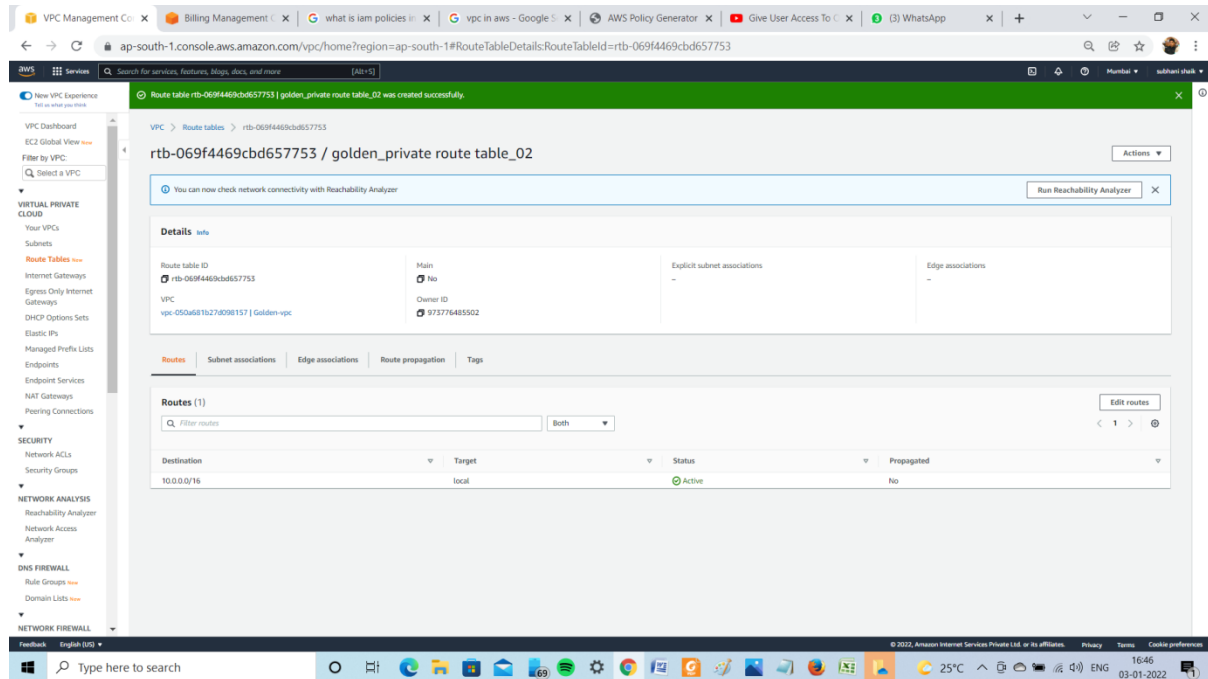 VPC Management Co
Billing Management C
what is iam policies in
vpc in aws - Google S
AWS Policy Generator
Give User Access To C
(3) WhatsApp
ap-south-1.console.aws.amazon.com/vpc/home?region=ap-south-1#RouteTableDetails:RouteTableId=rtb-069f4469cbd657753
aws Services Search for services, features, blogs, docs, and more [Alt+S] Mumbai subhani shaik
New VPC Experience
Tell us what you think
Route table rtb-069f4469cbd657753 | golden_private route table_02 was created successfully.
VPC Dashboard
EC2 Global View New
Filter by VPC:
Select a VPC
VIRTUAL PRIVATE
CLOUD
Your VPCs
Subnets
Route Tables New
Internet Gateways
Egress Only Internet
Gateways
DHCP Options Sets
Elastic IPs
Managed Prefix Lists
Endpoints
Endpoint Services
NAT Gateways
Peering Connections
SECURITY
Network ACLs
Security Groups
NETWORK ANALYSIS
Reachability Analyzer
Network Access
Analyzer
DNS FIREWALL
Rule Groups New
Domain Lists New
NETWORK FIREWALL
VPC > Route tables > rtb-069f4469cbd657753
rtb-069f4469cbd657753 / golden_private route table_02
Actions
You can now check network connectivity with Reachability Analyzer
Run Reachability Analyzer
Details Info
Route table ID
rtb-069f4469cbd657753
Main
No
Explicit subnet associations
–
Edge associations
–
VPC
vpc-050a681b27d098157 | Golden-vpc
Owner ID
973776485502
Routes Subnet associations Edge associations Route propagation Tags
Routes (1)
Edit routes
Filter routes
Both
1
Destination Target Status Propagated
10.0.0.0/16 local Active No
Feedback English (US) © 2022, Amazon Internet Services Private Ltd. or its affiliates. Privacy Terms Cookie preferences
Type here to search
69
25°C
ENG
16:46
03-01-2022
1